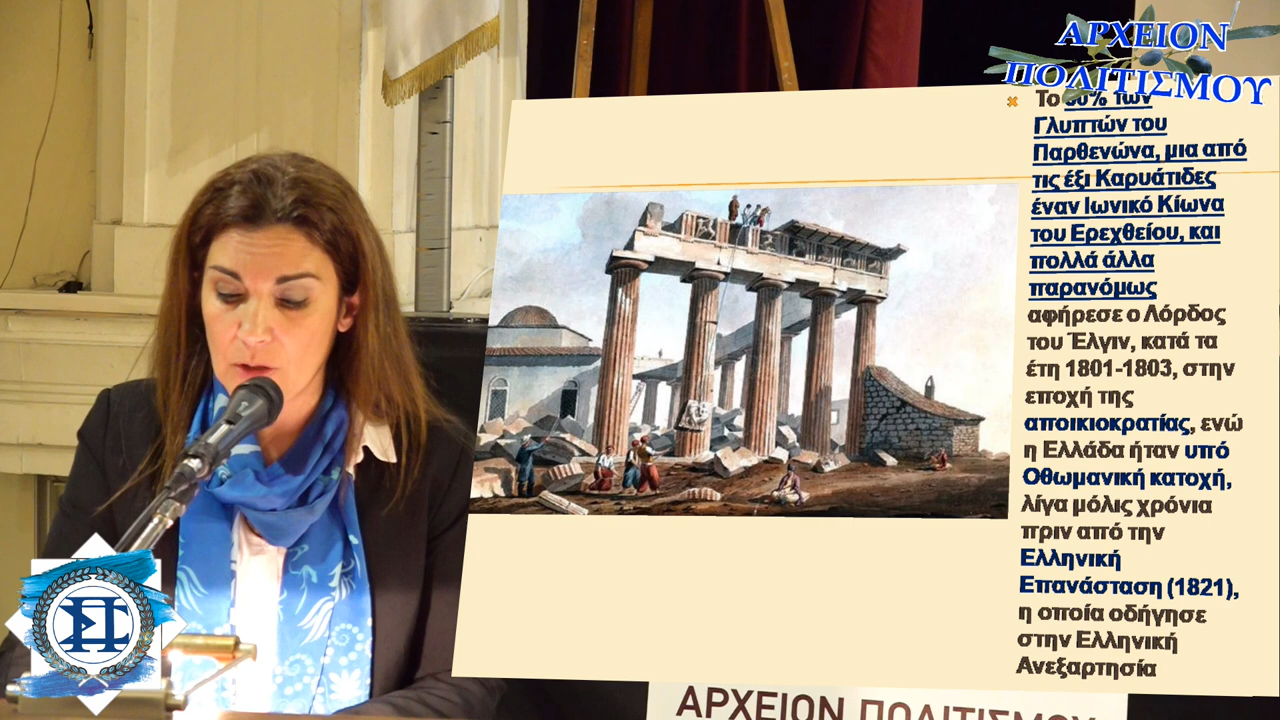 ΑΡΧΕΙΟΝ
ΠΟΛΙΤΙΣΜΟΥ
Το των
Γλυπτών του
Παρθενώνα, μια από
τις έξι Καρυάτιδες
έναν Ιωνικό Κίωνα
του Ερεχθείου, και
πολλά άλλα
παρανόμως
αφήρεσε ο Λόρδος
του Έλγιν, κατά τα
έτη 1801-1803, στην
εποχή της
αποικιοκρατίας, ενώ
η Ελλάδα ήταν υπό
Οθωμανική κατοχή,
λίγα μόλις χρόνια
πριν από την
Ελληνική
Επανάσταση (1821),
η οποία οδήγησε
στην Ελληνική
Ανεξαρτησία
ΑΡΧΕΙΟΝ ΠΟΛΙΤΙΣΜΟΥ